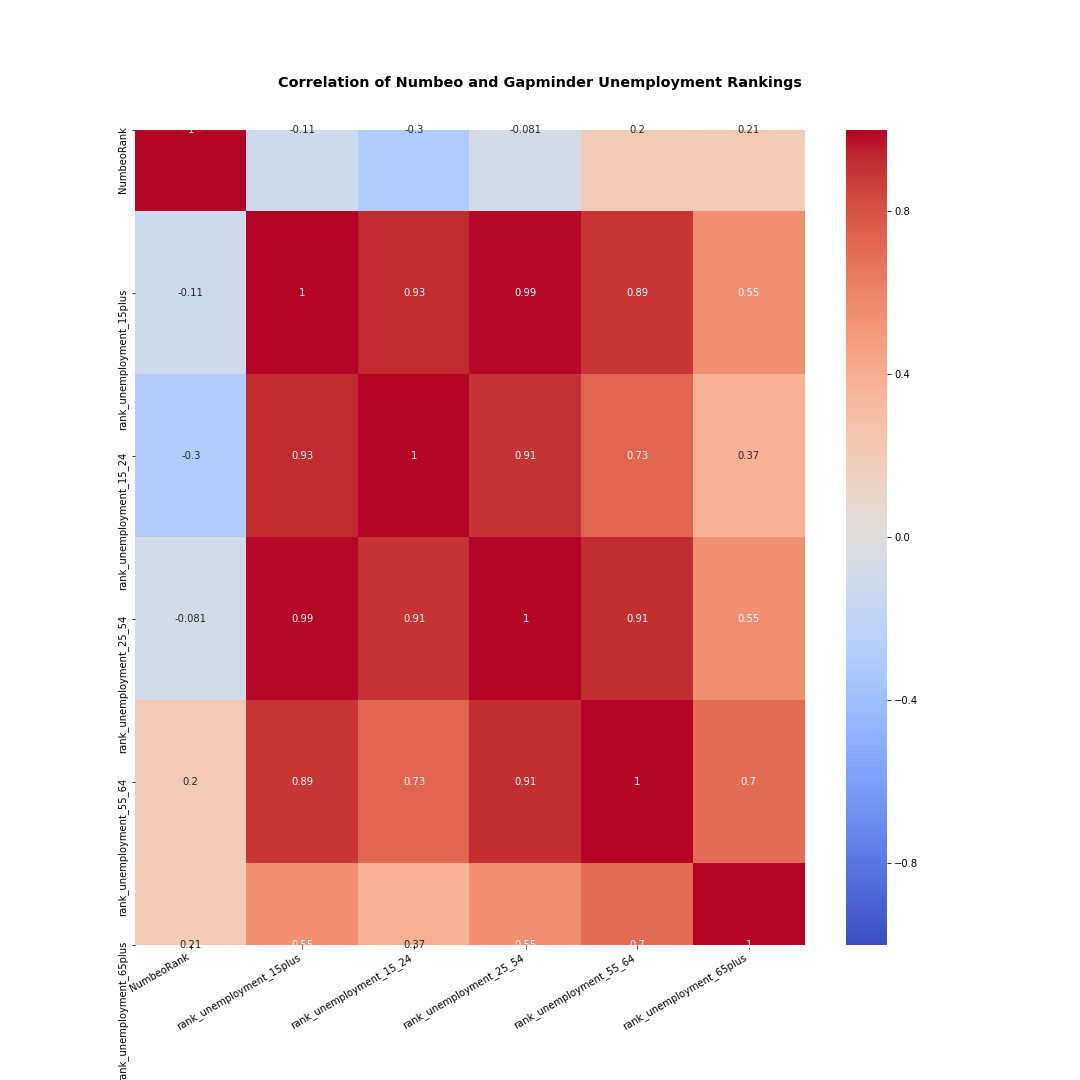 Correlation of Numbeo and Gapminder Unemployment Rankings
NumbeoRank
1 -0.11 -0.3 -0.081 0.2 0.21
rank_unemployment_15plus
-0.11 1 0.93 0.99 0.89 0.55
rank_unemployment_15_24
-0.3 0.93 1 0.91 0.73 0.37
rank_unemployment_25_54
-0.081 0.99 0.91 1 0.91 0.55
rank_unemployment_55_64
0.2 0.89 0.73 0.91 1 0.7
rank_unemployment_65plus
0.21 0.55 0.37 0.55 0.7 1
NumbeoRank
rank_unemployment_15plus
rank_unemployment_15_24
rank_unemployment_25_54
rank_unemployment_55_64
rank_unemployment_65plus
0.8
0.4
0.0
−0.4
−0.8